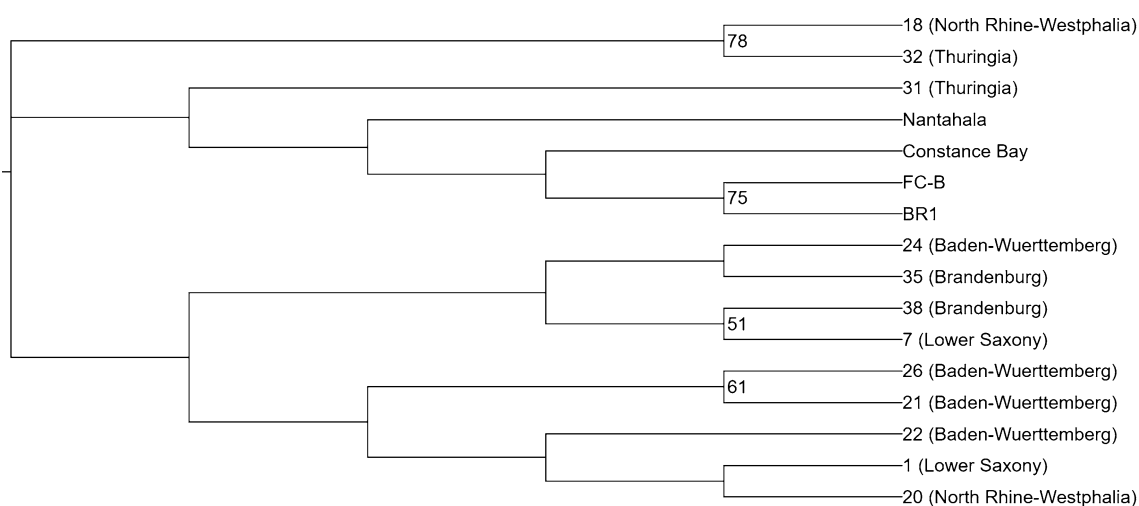 18 (North Rhine-Westphalia)
78
32 (Thuringia)
31 (Thuringia)
Nantahala
Constance Bay
FC-B
75
BR1
24 (Baden-Wuerttemberg)
35 (Brandenburg)
38 (Brandenburg)
51
7 (Lower Saxony)
26 (Baden-Wuerttemberg)
61
21 (Baden-Wuerttemberg)
22 (Baden-Wuerttemberg)
1 (Lower Saxony)
20 (North Rhine-Westphalia)